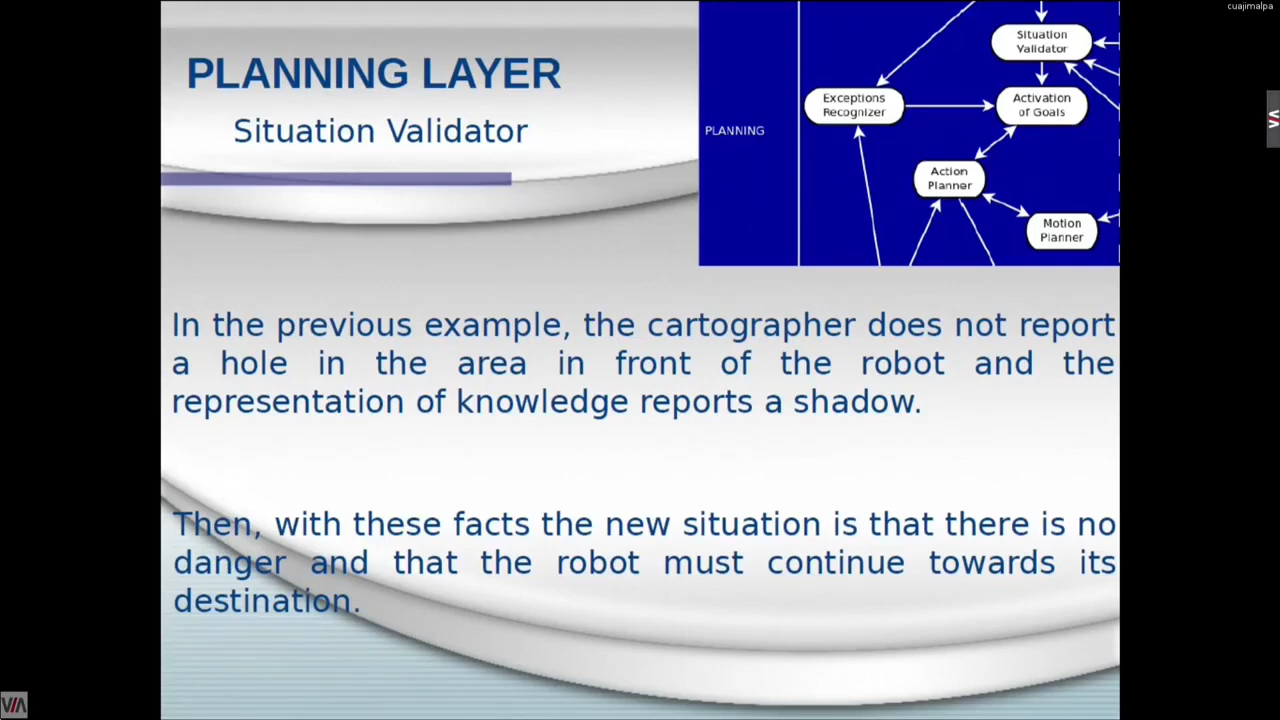 cuajimalpa
PLANNING LAYER
Situation Validator
PLANNING
Situation
Validator
Exceptions
Recognizer
Activation
of Goals
Action
Planner
Motion
Planner
In the previous example, the cartographer does not report
a hole in the area in front of the robot and the
representation of knowledge reports a shadow.
Then, with these facts the new situation is that there is no
danger and that the robot must continue towards its
destination.
VIA